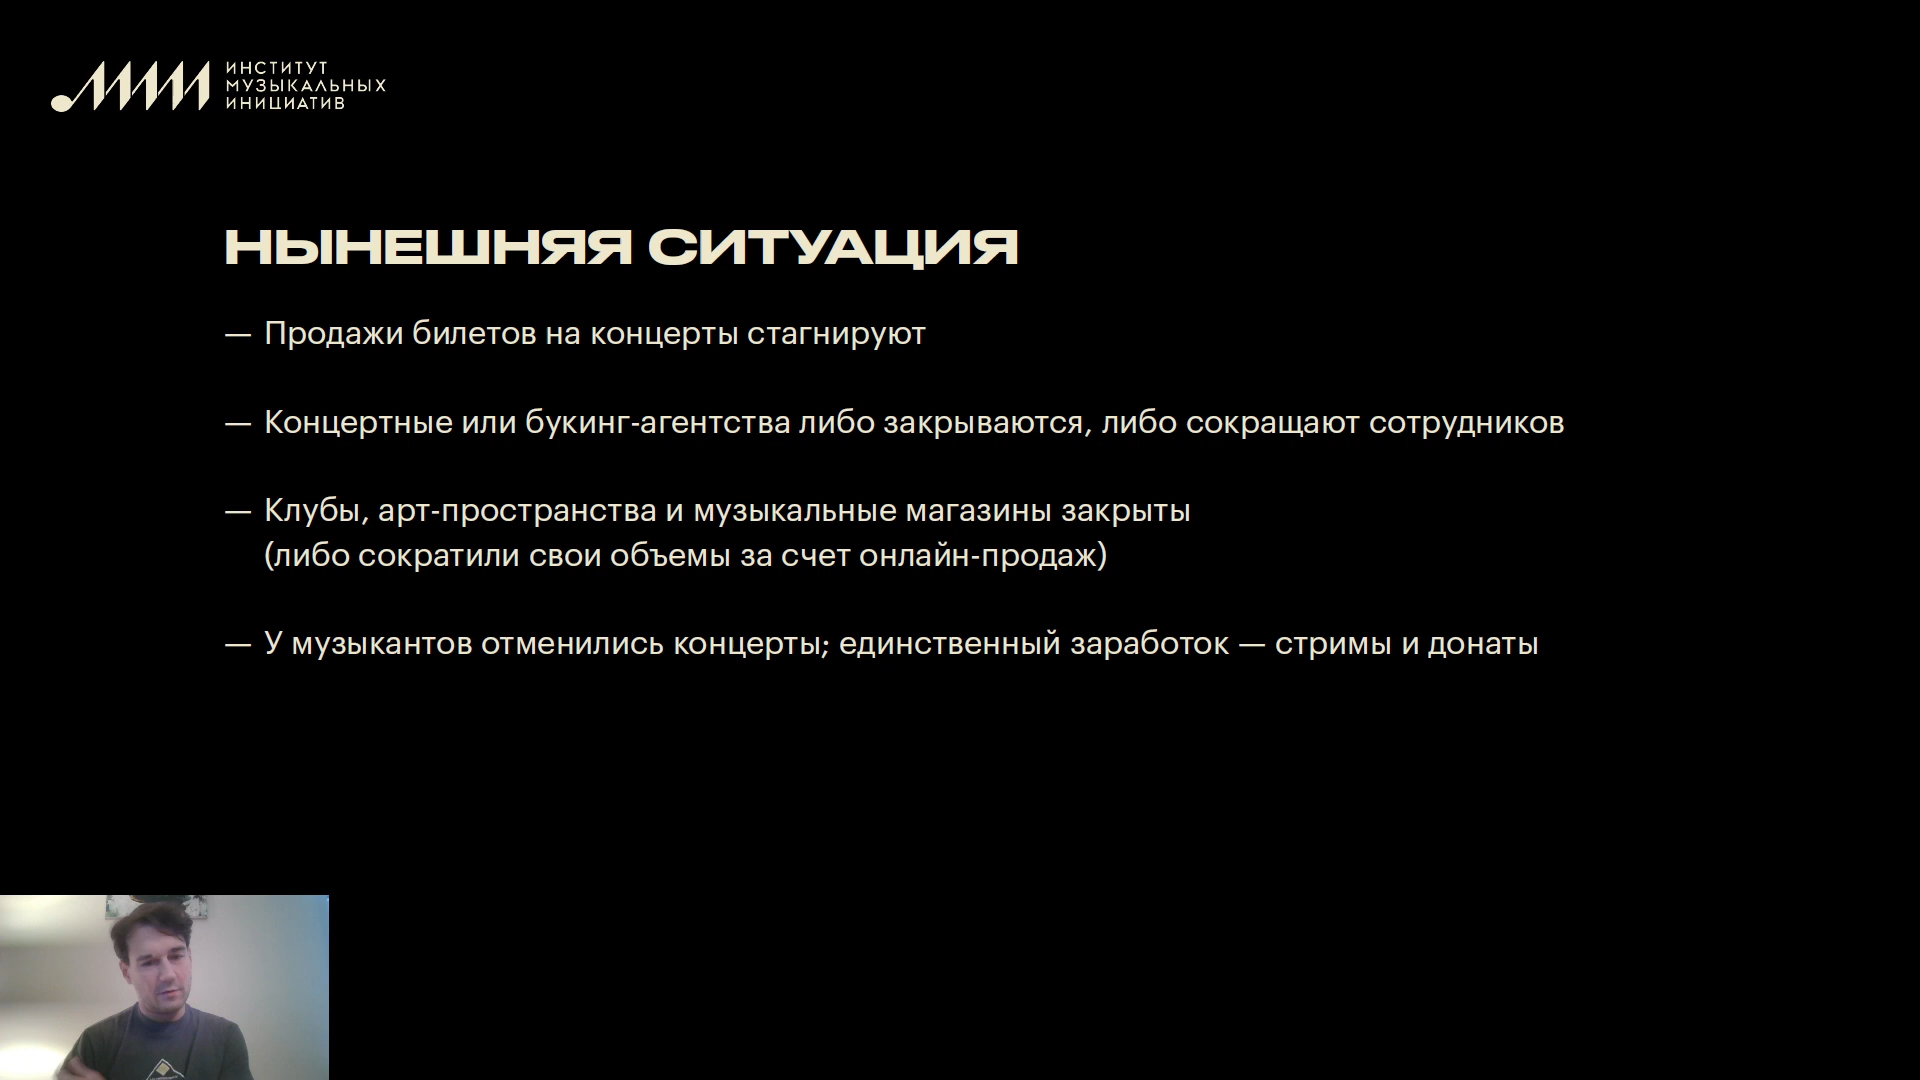 ИНСТИТУТ
МУЗЫКАЛЬНЫХ
ИНИЦИАТИВ
НЫНЕШНЯЯ СИТУАЦИЯ
— Продажи билетов на концерты стагнируют
— Концертные или букинг-агентства либо закрываются, либо сокращают сотрудников
— Клубы, арт-пространства и музыкальные магазины закрыты
(либо сократили свои объемы за счет онлайн-продаж)
— У музыкантов отменились концерты; единственный заработок — стримы и донаты